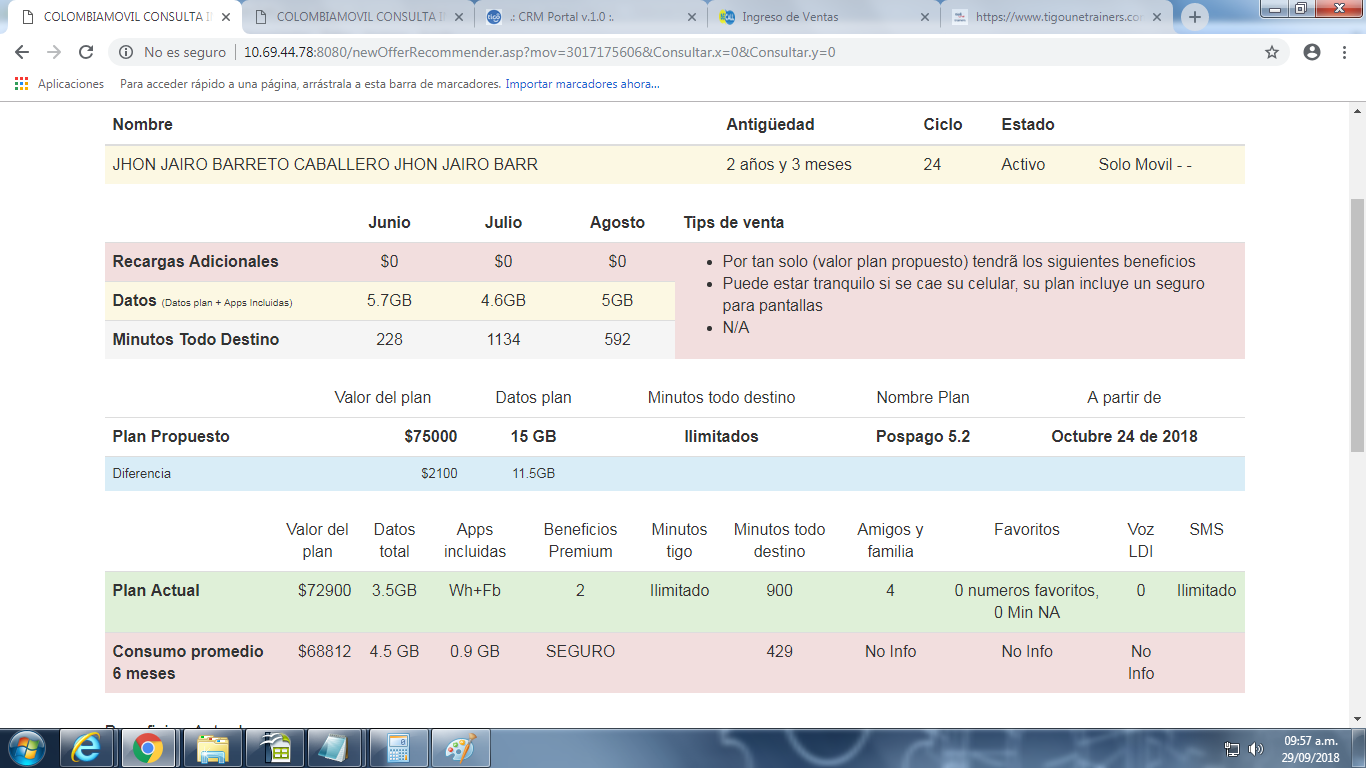 COLOMBIAMOVIL CONSULTA I
COLOMBIAMOVIL CONSULTA I
.: CRM Portal v.1.0 :.
Ingreso de Ventas
https://www.tigounetrainers.co
No es seguro
10.69.44.78:8080/newOfferRecommender.asp?mov=3017175606&Consultar.x=0&Consultar.y=0
Aplicaciones
Para acceder rápido a una página, arrástrala a esta barra de marcadores.
Importar marcadores ahora...
Nombre Antigüedad Ciclo Estado
JHON JAIRO BARRETO CABALLERO JHON JAIRO BARR 2 años y 3 meses 24 Activo Solo Movil - -
Junio Julio Agosto Tips de venta
Recargas Adicionales $0 $0 $0
Datos (Datos plan + Apps Incluidas) 5.7GB 4.6GB 5GB
Minutos Todo Destino 228 1134 592
• Por tan solo (valor plan propuesto) tendrã los siguientes beneficios
• Puede estar tranquilo si se cae su celular, su plan incluye un seguro
para pantallas
• N/A
Valor del plan Datos plan Minutos todo destino Nombre Plan A partir de
Plan Propuesto $75000 15 GB Ilimitados Pospago 5.2 Octubre 24 de 2018
Diferencia $2100 11.5GB
Valor del Datos Apps Beneficios Minutos Minutos todo Amigos y Favoritos Voz SMS
plan total incluidas Premium tigo destino familia LDI
Plan Actual $72900 3.5GB Wh+Fb 2 Ilimitado 900 4 0 numeros favoritos, 0 Ilimitado
0 Min NA
Consumo promedio $68812 4.5 GB 0.9 GB SEGURO 429 No Info No Info No
6 meses Info
09:57 a.m.
29/09/2018